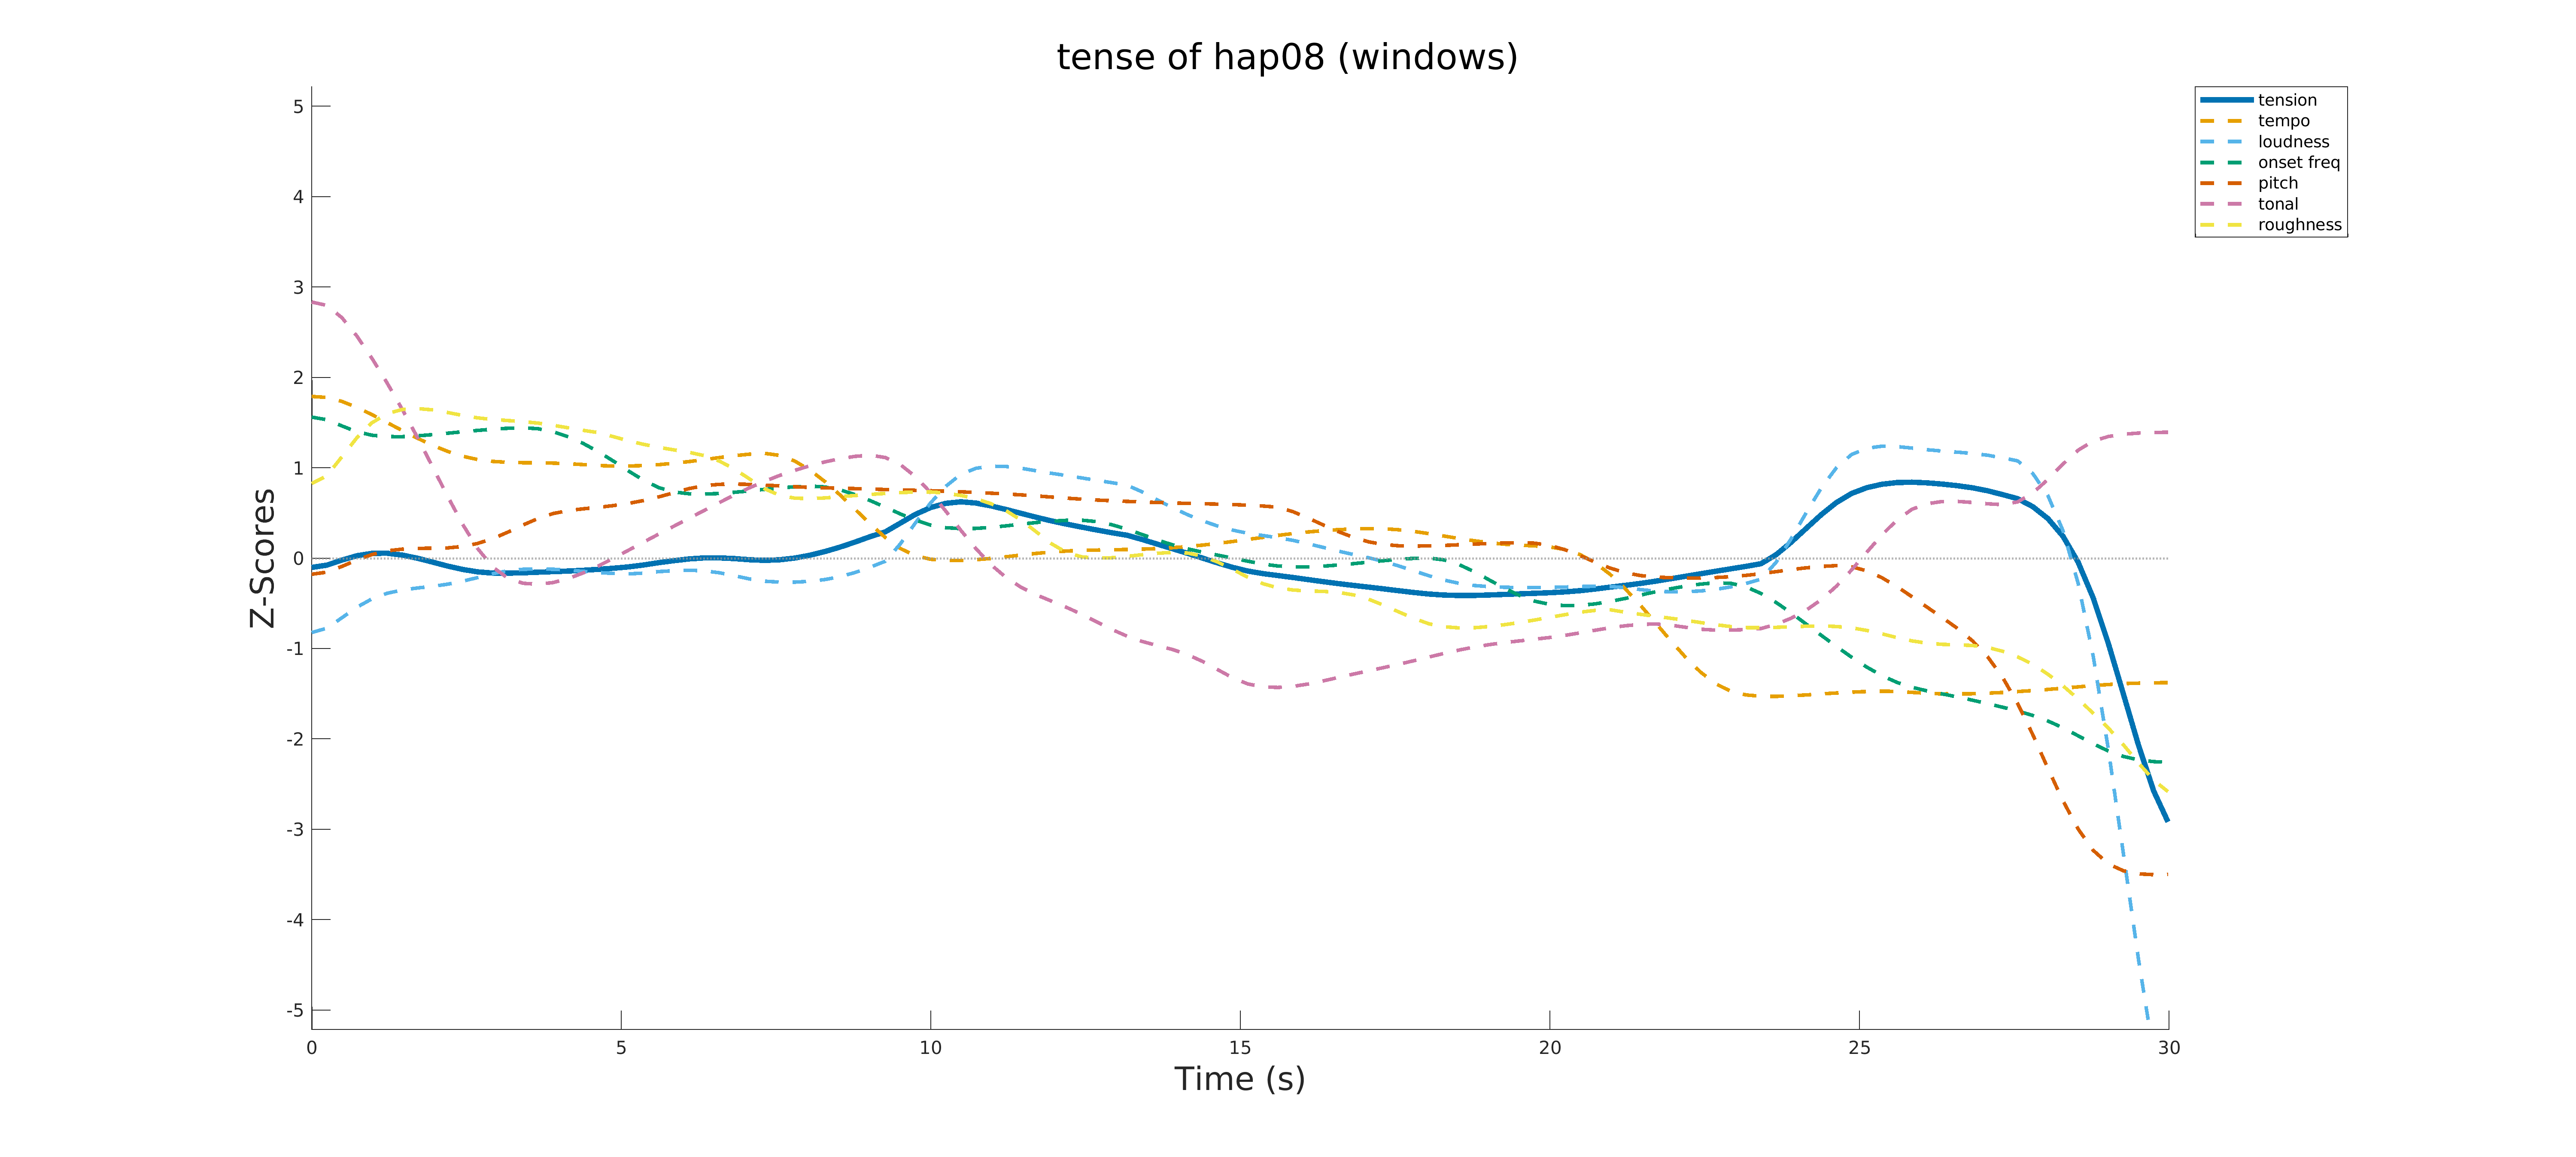 tense of hap08 (windows)
5
4
3
2
1
0
-1
-2
-3
-4
-5
Z-Scores
0 5 10 15 20 25 30
Time (s)
tension
tempo
loudness
onset freq
pitch
tonal
roughness